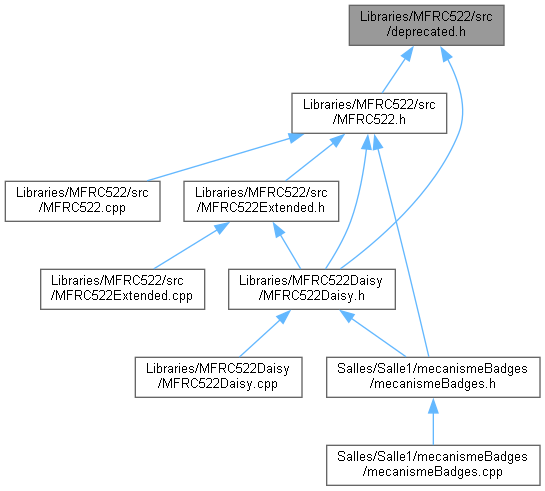 Libraries/MFRC522/src
/deprecated.h
Libraries/MFRC522/src
/MFRC522.h
Libraries/MFRC522/src
/MFRC522.cpp
Libraries/MFRC522/src
/MFRC522Extended.h
Libraries/MFRC522/src
/MFRC522Extended.cpp
Libraries/MFRC522Daisy
/MFRC522Daisy.h
Libraries/MFRC522Daisy
/MFRC522Daisy.cpp
Salles/Salle1/mecanismeBadges
/mecanismeBadges.h
Salles/Salle1/mecanismeBadges
/mecanismeBadges.cpp